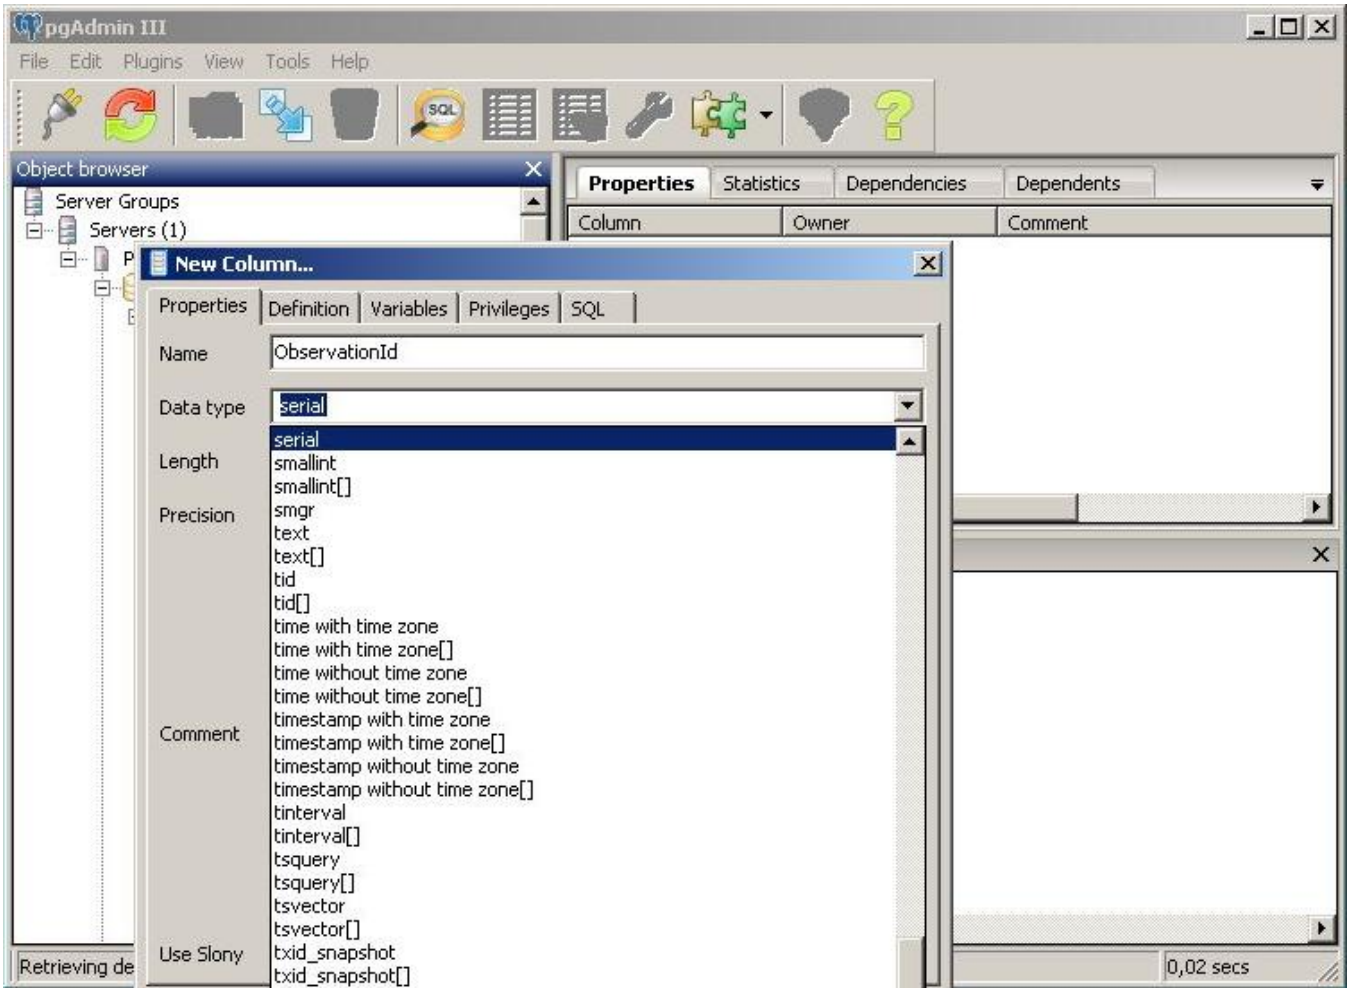 pgAdmin III
File Edit Plugins View Tools Help
SQL
Object browser
Properties Statistics Dependencies Dependents
Server Groups
Column Owner Comment
Servers (1)
P
New Column...
Properties Definition Variables Privileges SQL
Name ObservationId
Data type serial
serial
Length
smallint
smallint[]
smgr
Precision
text
text[]
tid
tid[]
time with time zone
time with time zone[]
time without time zone
time without time zone[]
timestamp with time zone
Comment
timestamp with time zone[]
timestamp without time zone
timestamp without time zone[]
tinterval
tinterval[]
tsquery
tsquery[]
tsvector
tsvector[]
Use Slony
txid_snapshot
txid_snapshot[]
Retrieving de 0,02 secs